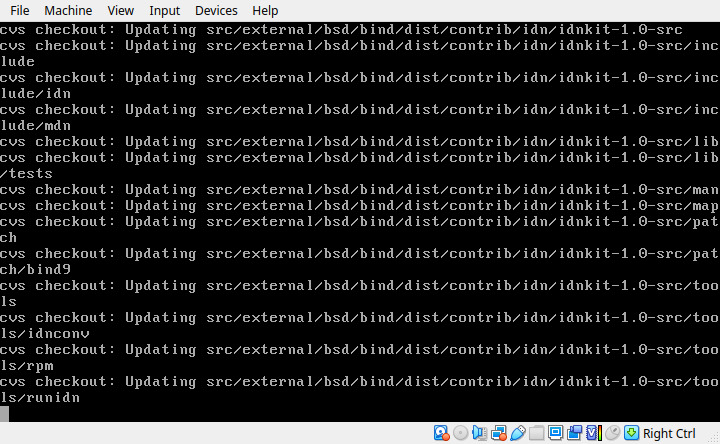 File Machine View Input Devices Help
cvs checkout: Updating src/external/bsd/bind/dist/contrib/idn/idnkit-1.0-src
cvs checkout: Updating src/external/bsd/bind/dist/contrib/idn/idnkit-1.0-src/inc
lude
cvs checkout: Updating src/external/bsd/bind/dist/contrib/idn/idnkit-1.0-src/inc
lude/idn
cvs checkout: Updating src/external/bsd/bind/dist/contrib/idn/idnkit-1.0-src/inc
lude/mdn
cvs checkout: Updating src/external/bsd/bind/dist/contrib/idn/idnkit-1.0-src/lib
cvs checkout: Updating src/external/bsd/bind/dist/contrib/idn/idnkit-1.0-src/lib
/tests
cvs checkout: Updating src/external/bsd/bind/dist/contrib/idn/idnkit-1.0-src/man
cvs checkout: Updating src/external/bsd/bind/dist/contrib/idn/idnkit-1.0-src/map
cvs checkout: Updating src/external/bsd/bind/dist/contrib/idn/idnkit-1.0-src/pat
ch
cvs checkout: Updating src/external/bsd/bind/dist/contrib/idn/idnkit-1.0-src/pat
ch/bind9
cvs checkout: Updating src/external/bsd/bind/dist/contrib/idn/idnkit-1.0-src/too
ls
cvs checkout: Updating src/external/bsd/bind/dist/contrib/idn/idnkit-1.0-src/too
ls/idnconv
cvs checkout: Updating src/external/bsd/bind/dist/contrib/idn/idnkit-1.0-src/too
ls/rpm
cvs checkout: Updating src/external/bsd/bind/dist/contrib/idn/idnkit-1.0-src/too
ls/runidn
Right Ctrl